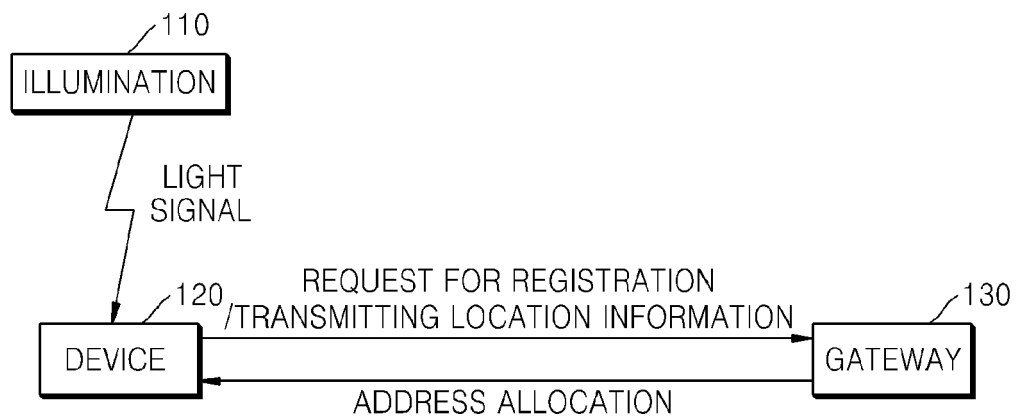 110
ILLUMINATION
LIGHT
SIGNAL
120
DEVICE
REQUEST FOR REGISTRATION
/TRANSMITTING LOCATION INFORMATION
130
GATEWAY
ADDRESS ALLOCATION